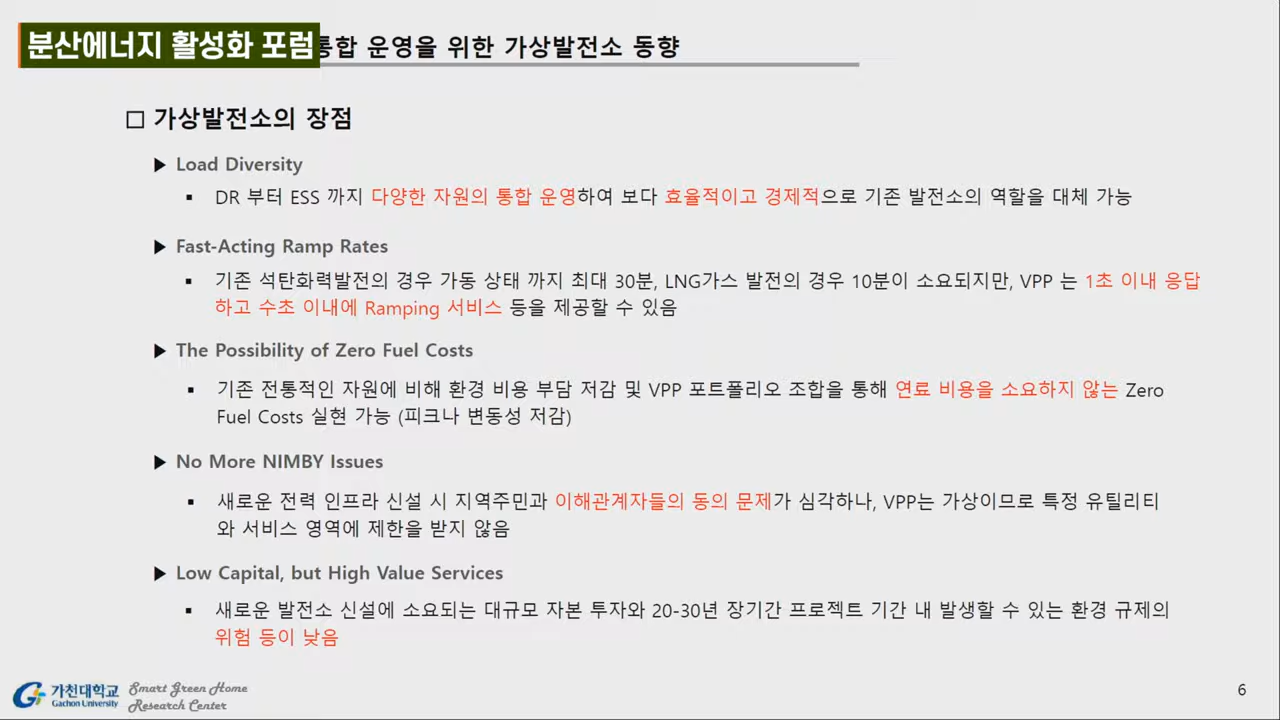 분산에너지 활성화 포럼
통합 운영을 위한 가상발전소 동향
□ 가상발전소의 장점
▶ Load Diversity
▪ DR 부터 ESS 까지 다양한 자원의 통합 운영하여 보다 효율적이고 경제적으로 기존 발전소의 역할을 대체 가능
▶ Fast-Acting Ramp Rates
▪ 기존 석탄화력발전의 경우 가동 상태 까지 최대 30분, LNG가스 발전의 경우 10분이 소요되지만, VPP 는 1초 이내 응답
하고 수초 이내에 Ramping 서비스 등을 제공할 수 있음
▶ The Possibility of Zero Fuel Costs
▪ 기존 전통적인 자원에 비해 환경 비용 부담 저감 및 VPP 포트폴리오 조합을 통해 연료 비용을 소요하지 않는 Zero
Fuel Costs 실현 가능 (피크나 변동성 저감)
▶ No More NIMBY Issues
▪ 새로운 전력 인프라 신설 시 지역주민과 이해관계자들의 동의 문제가 심각하나, VPP는 가상이므로 특정 유틸리티
와 서비스 영역에 제한을 받지 않음
▶ Low Capital, but High Value Services
▪ 새로운 발전소 신설에 소요되는 대규모 자본 투자와 20-30년 장기간 프로젝트 기간 내 발생할 수 있는 환경 규제의
위험 등이 낮음
가천대학교
Gachon University
Smart Green Home
Research Center
6